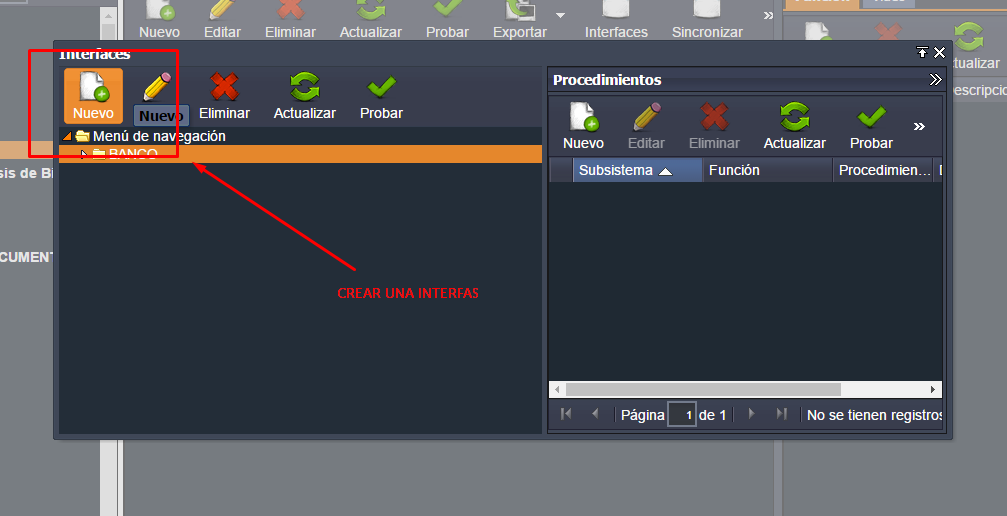 Nuevo Editar Eliminar Actualizar Probar Exportar Interfaces Sincronizar »
Interfaces
Nuevo Eliminar Actualizar Probar
Nuevo
Menú de navegación
BANCO
CREAR UNA INTERFAS
Procedimientos
Nuevo Editar Eliminar Actualizar Probar »
Subsistema Función Procedimien...
Página 1 de 1 No se tienen registros
sis de B
OCUMENT
tualizar
escripcio